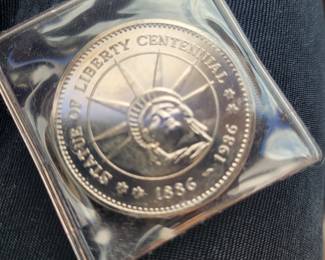 STATUE OF LIBERTY CENTENNIAL
1886 - 1986